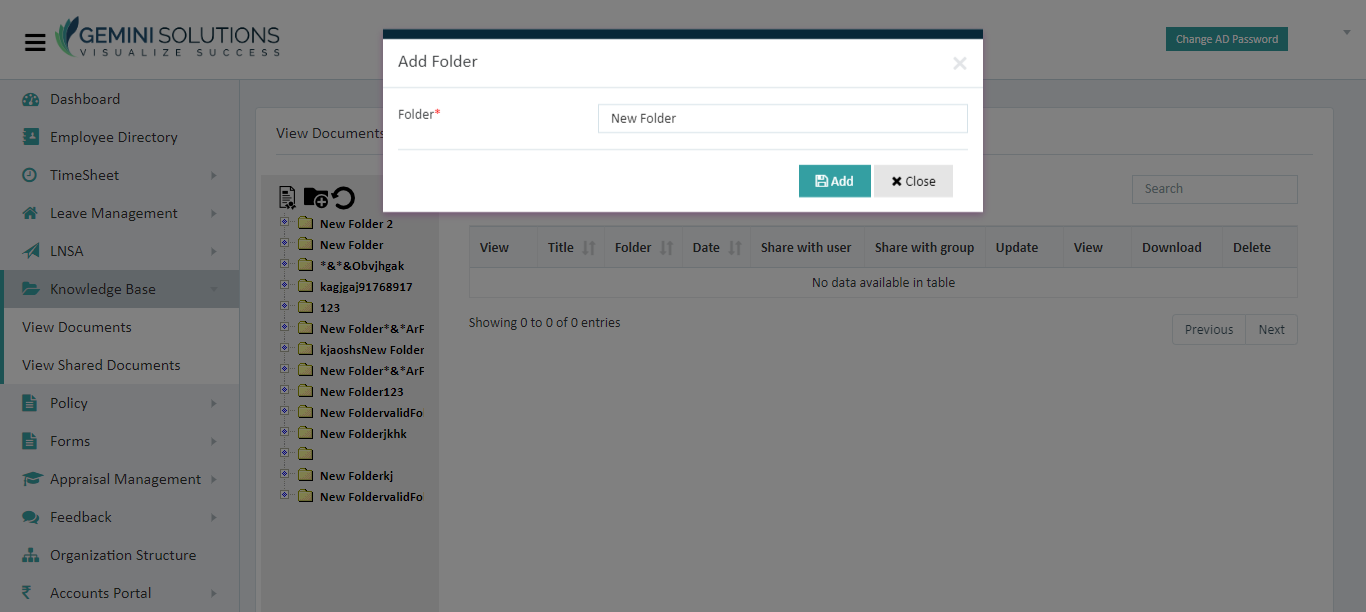 GEMINI SOLUTIONS
VISUALIZE SUCCESS
Change AD Password
Add Folder
Folder*
New Folder
Add
Close
Dashboard
Employee Directory
TimeSheet
Leave Management
LNSA
Knowledge Base
View Documents
View Shared Documents
Policy
Forms
Appraisal Management
Feedback
Organization Structure
Accounts Portal
View Documents
New Folder 2
New Folder
*&*&Obvjhgak
kagjgaj91768917
123
New Folder*&*ArF
kjaoshsNew Folder
New Folder*&*ArF
New Folder123
New FoldervalidFo
New Folderjkhk
New Folderkj
New FoldervalidFo
Search
View Title Folder Date Share with user Share with group Update View Download Delete
No data available in table
Showing 0 to 0 of 0 entries
Previous Next